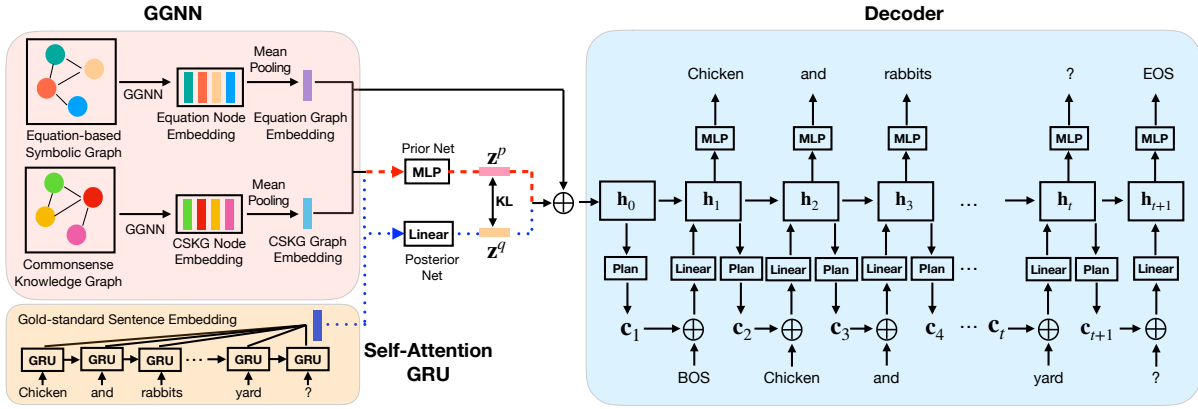 GGNN
Decoder
Equation-based
Symbolic Graph
GGNN
Equation Node
Embedding
Mean
Pooling
Equation Graph
Embedding
Commonsense
Knowledge Graph
GGNN
CSKG Node
Embedding
Mean
Pooling
CSKG Graph
Embedding
Prior Net
MLP
z^p
KL
Linear
z^q
Posterior
Net
Gold-standard Sentence Embedding
GRU GRU GRU ... GRU GRU
Chicken and rabbits yard ?
Self-Attention
GRU
Chicken and rabbits ? EOS
MLP MLP MLP MLP MLP
h_0 h_1 h_2 h_3 ... h_t h_{t+1}
Plan Linear Plan Linear Plan Linear Plan ... Linear Plan Linear
c_1 c_2 c_3 c_4 ... c_t c_{t+1}
BOS Chicken and yard ?